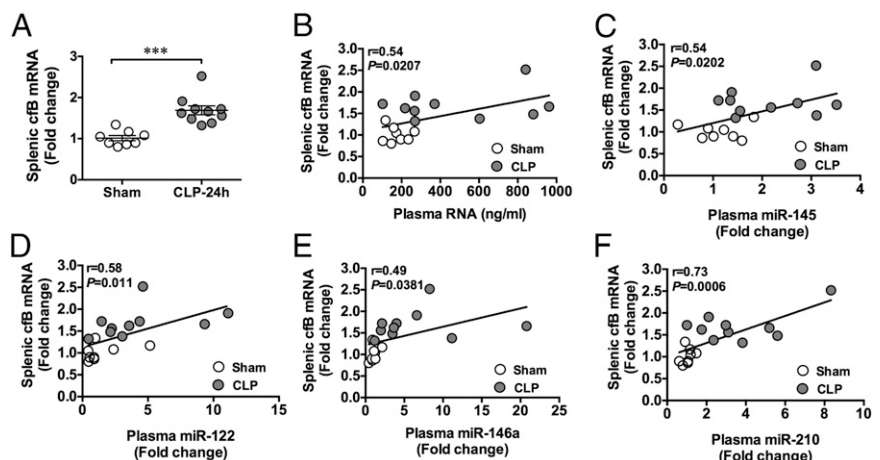 A
Splenic cfB mRNA
(Fold change)
3
2
1
0
***
Sham
CLP-24h
B
Splenic cfB mRNA
(Fold change)
3.0
2.5
2.0
1.5
1.0
0.5
0.0
r=0.54
P=0.0207
Sham
CLP
0 200 400 600 800 1000
Plasma RNA (ng/ml)
C
Splenic cfB mRNA
(Fold change)
3.0
2.5
2.0
1.5
1.0
0.5
0.0
r=0.54
P=0.0202
Sham
CLP
0 1 2 3 4
Plasma miR-145
(Fold change)
D
Splenic cfB mRNA
(Fold change)
3.0
2.5
2.0
1.5
1.0
0.5
0.0
r=0.58
P=0.011
Sham
CLP
0 5 10 15
Plasma miR-122
(Fold change)
E
Splenic cfB mRNA
(Fold change)
3.0
2.5
2.0
1.5
1.0
0.5
0.0
r=0.49
P=0.0381
Sham
CLP
0 5 10 15 20 25
Plasma miR-146a
(Fold change)
F
Splenic cfB mRNA
(Fold change)
3.0
2.5
2.0
1.5
1.0
0.5
0.0
r=0.73
P=0.0006
Sham
CLP
0 2 4 6 8 10
Plasma miR-210
(Fold change)